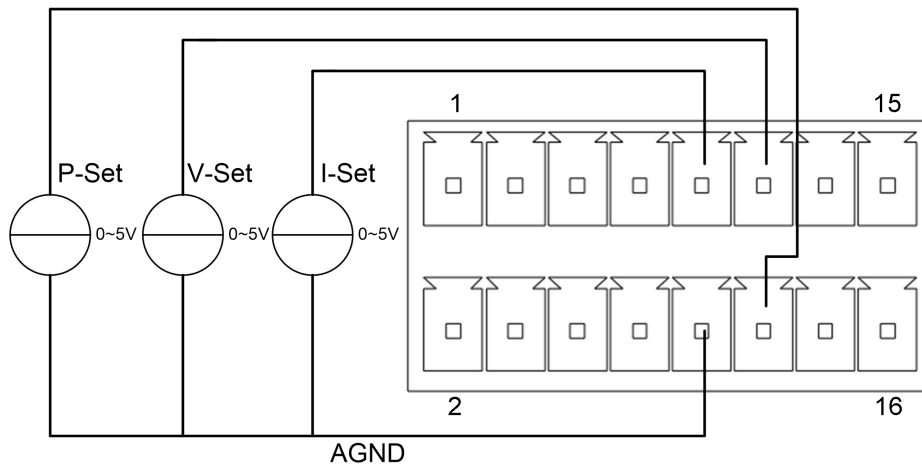 1 15
P-Set V-Set I-Set
0~5V 0~5V 0~5V
2 16
AGND